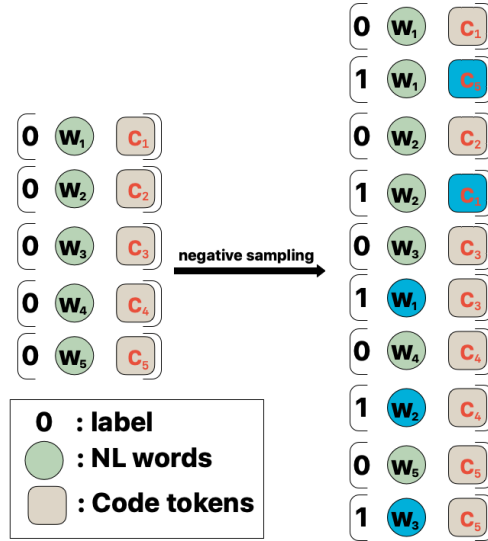 0 w₁ c₁
0 w₂ c₂
0 w₃ c₃
0 w₄ c₄
0 w₅ c₅
negative sampling
0 w₁ c₁
1 w₁
0 w₂ c₂
1 w₂
0 w₃ c₃
1 w₁ c₃
0 w₄ c₄
1 w₂ c₄
0 w₅ c₅
1 w₃ c₅
0 : label
: NL words
: Code tokens